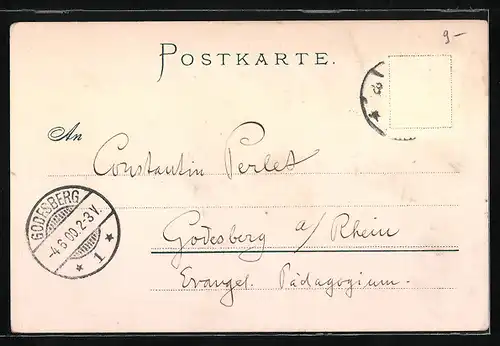 9-
POSTKARTE.
An
Constantin Perlet
GODESBERG
-4.6.00.2-3 V.
* 1 *
Godesberg a/Rhein
Evangel. Pädagogium.